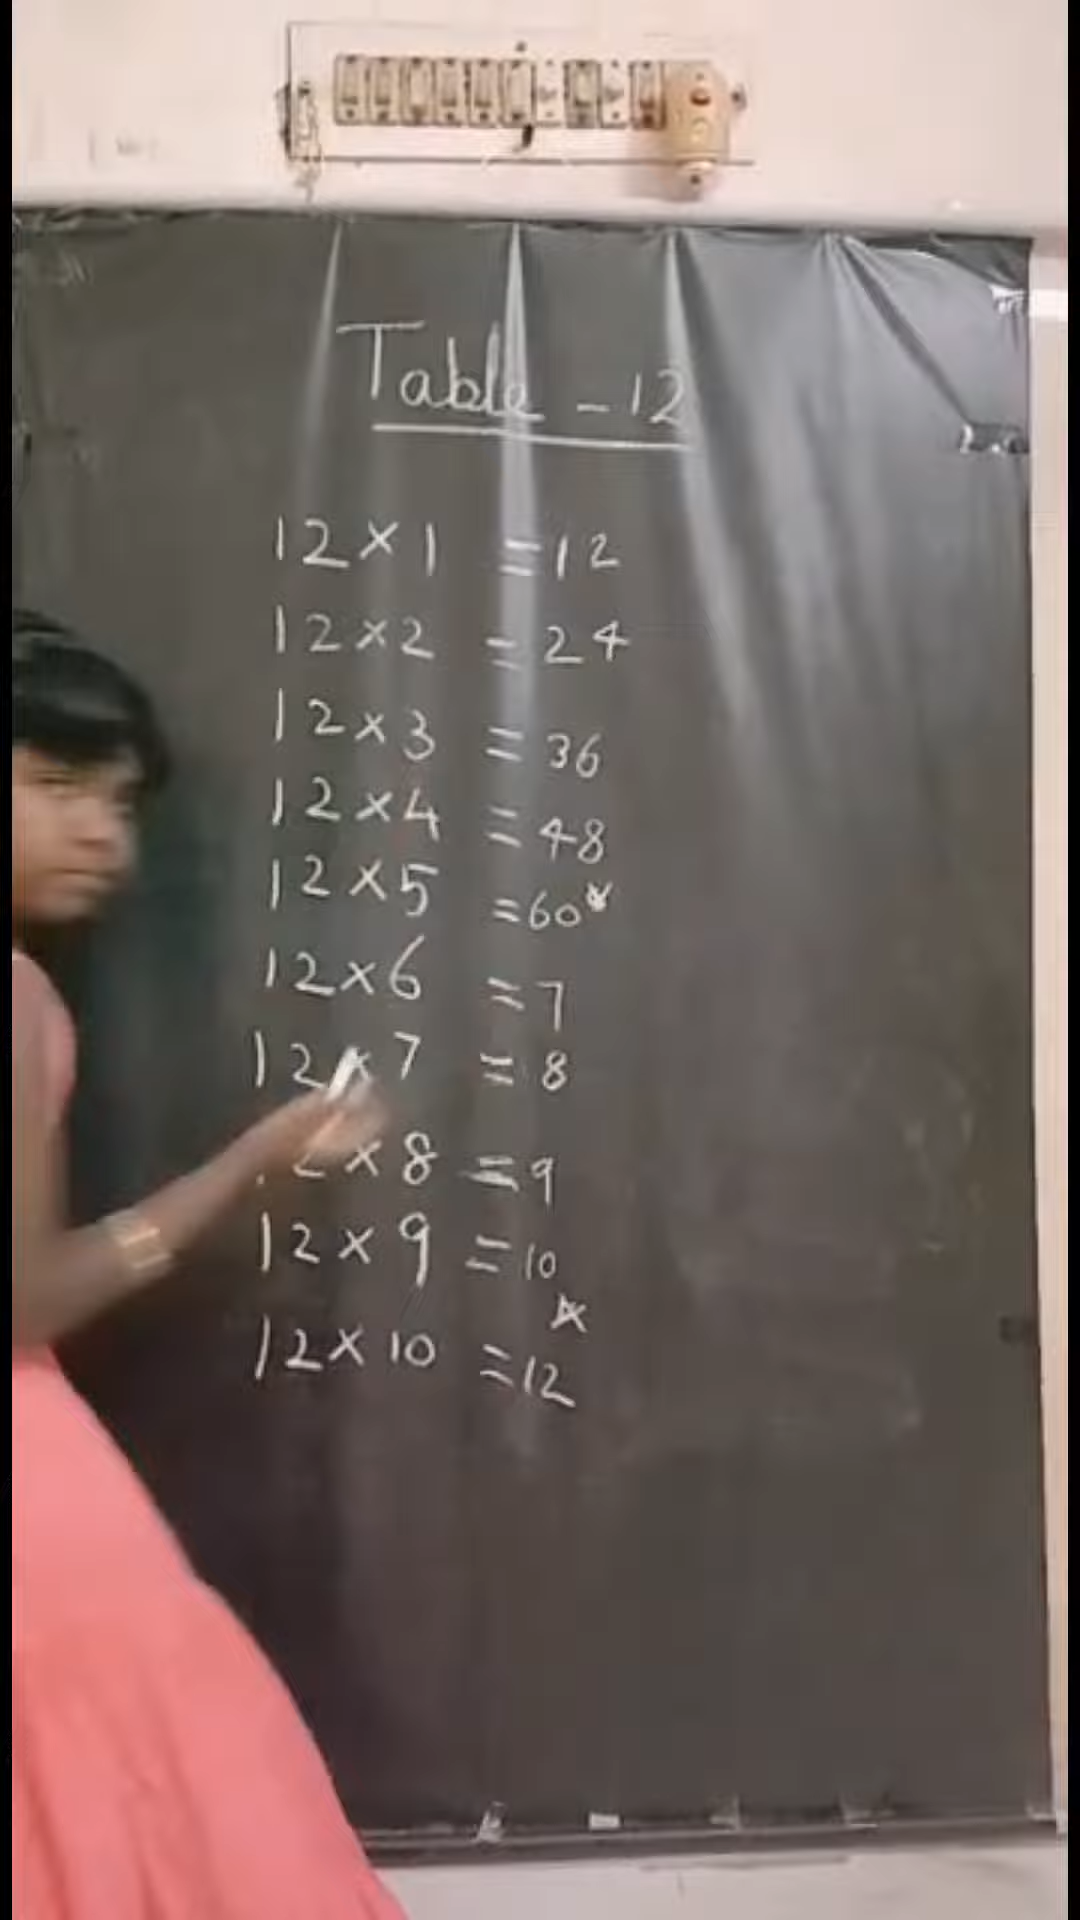 Table - 12
12 × 1 = 12
12 × 2 = 24
12 × 3 = 36
12 × 4 = 48
12 × 5 = 60*
12 × 6 = 7
12 × 7 = 8
2 × 8 = 9
12 × 9 = 10
*
12 × 10 = 12